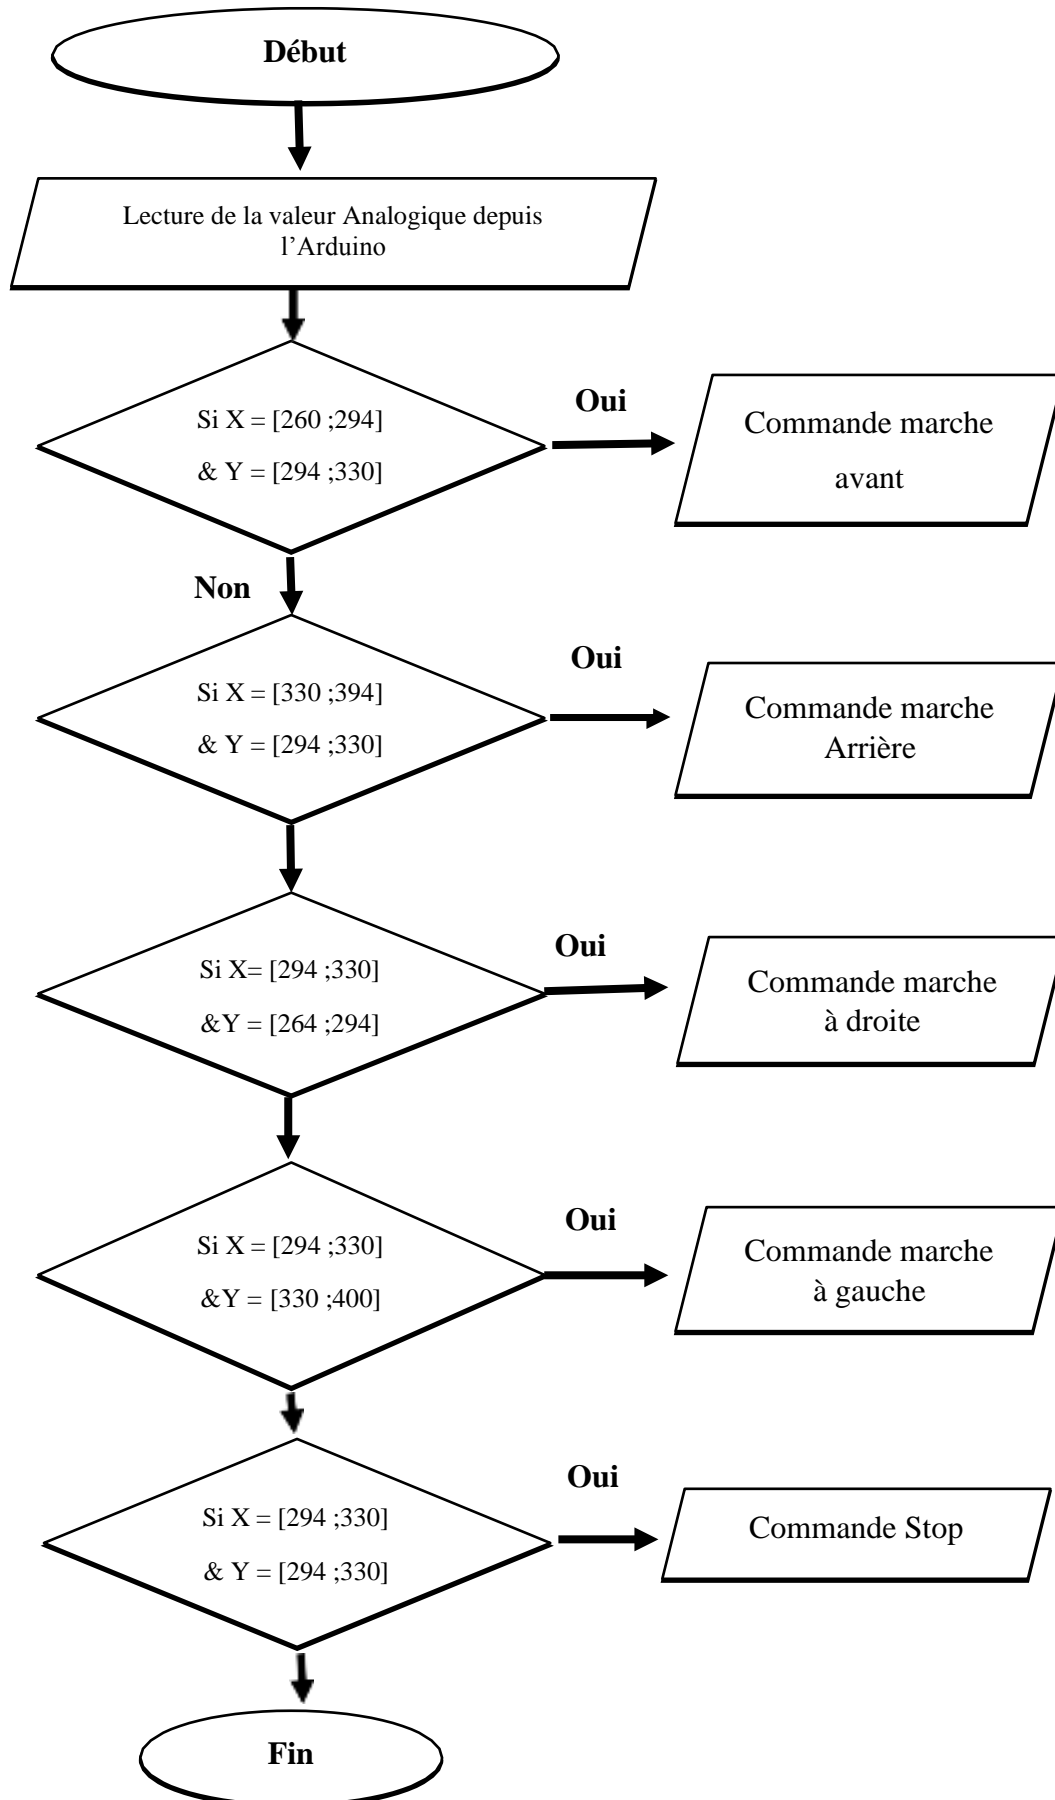 Début
Lecture de la valeur Analogique depuis
l’Arduino
Si X = [260 ;294]
& Y = [294 ;330]
Oui
Commande marche
avant
Non
Si X = [330 ;394]
& Y = [294 ;330]
Oui
Commande marche
Arrière
Si X= [294 ;330]
&Y = [264 ;294]
Oui
Commande marche
à droite
Si X = [294 ;330]
&Y = [330 ;400]
Oui
Commande marche
à gauche
Si X = [294 ;330]
& Y = [294 ;330]
Oui
Commande Stop
Fin